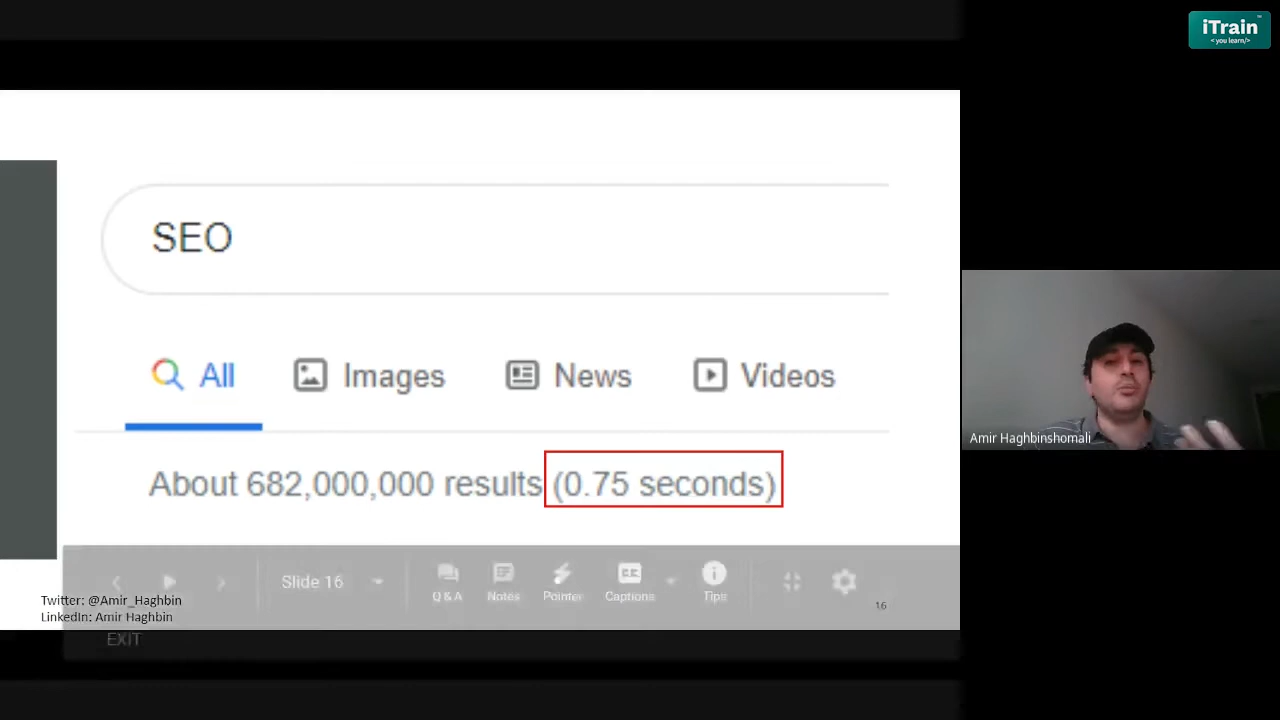 iTrain
< you learn/>
SEO
All Images News Videos
About 682,000,000 results (0.75 seconds)
Slide 16
Q & A Notes Pointer Captions Tips
Twitter: @Amir_Haghbin
LinkedIn: Amir Haghbin
16
EXIT
Amir Haghbinshomali